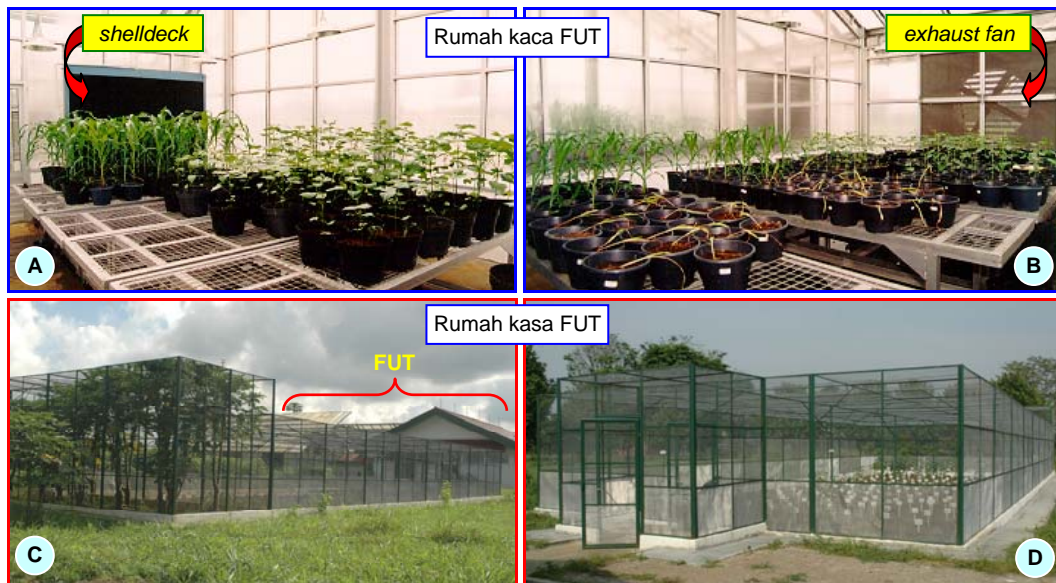 shelldeck
Rumah kaca FUT
exhaust fan
A
B
Rumah kasa FUT
FUT
C
D